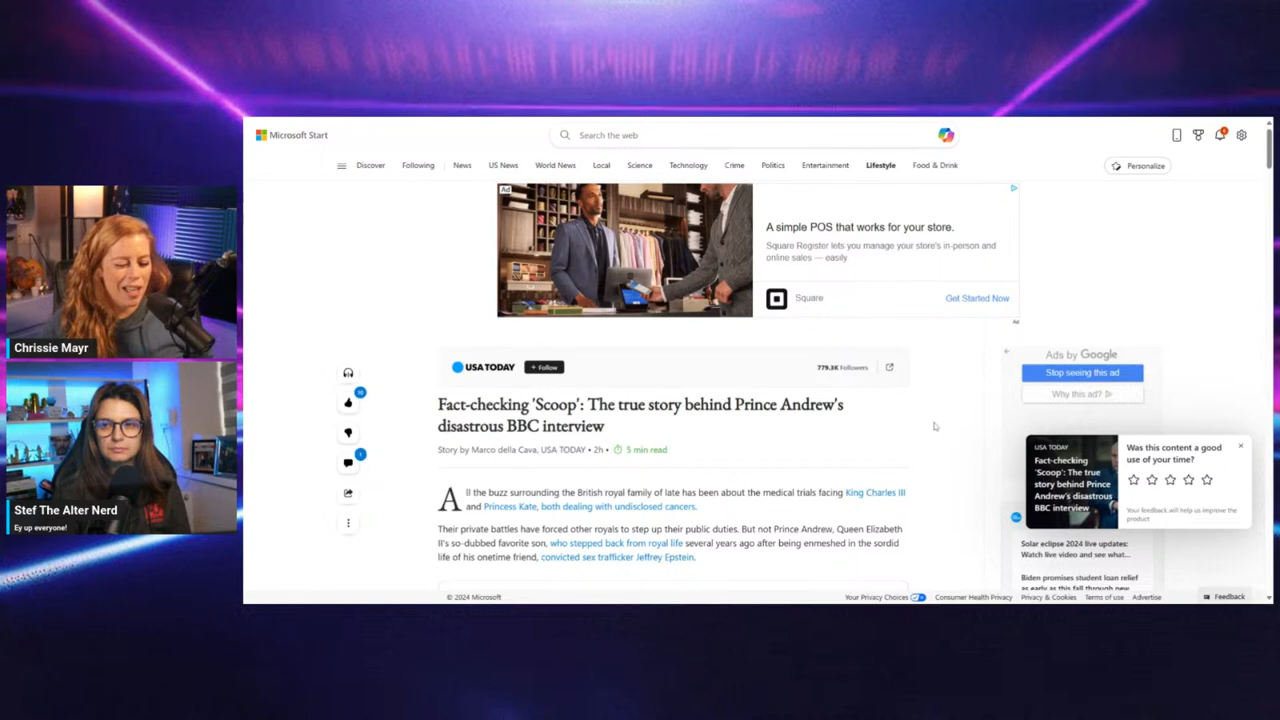 Microsoft Start
Search the web
4
Discover
Following
News
US News
World News
Local
Science
Technology
Crime
Politics
Entertainment
Lifestyle
Food & Drink
Personalize
Ad
A simple POS that works for your store.
Square Register lets you manage your store's in-person and
online sales — easily.
Square
Get Started Now
Ad
Chrissie Mayr
Stef The Alter Nerd
Ey up everyone!
USA TODAY
+ Follow
779.3K Followers
Fact-checking 'Scoop': The true story behind Prince Andrew's
disastrous BBC interview
Story by Marco della Cava, USA TODAY • 2h •
5 min read
All the buzz surrounding the British royal family of late has been about the medical trials facing King Charles III
and Princess Kate, both dealing with undisclosed cancers.
Their private battles have forced other royals to step up their public duties. But not Prince Andrew, Queen Elizabeth
II's so-dubbed favorite son, who stepped back from royal life several years ago after being enmeshed in the sordid
life of his onetime friend, convicted sex trafficker Jeffrey Epstein.
Ads by Google
Stop seeing this ad
Why this ad?
USA TODAY
Fact-checking
'Scoop': The true
story behind
Prince Andrew's
disastrous
BBC interview
Was this content a good
use of your time?
Your feedback will help us improve the
product
Solar eclipse 2024 live updates:
Watch live video and see what...
Biden promises student loan relief
as early as this fall through new
© 2024 Microsoft
Your Privacy Choices
Consumer Health Privacy
Privacy & Cookies
Terms of use
Advertise
Feedback